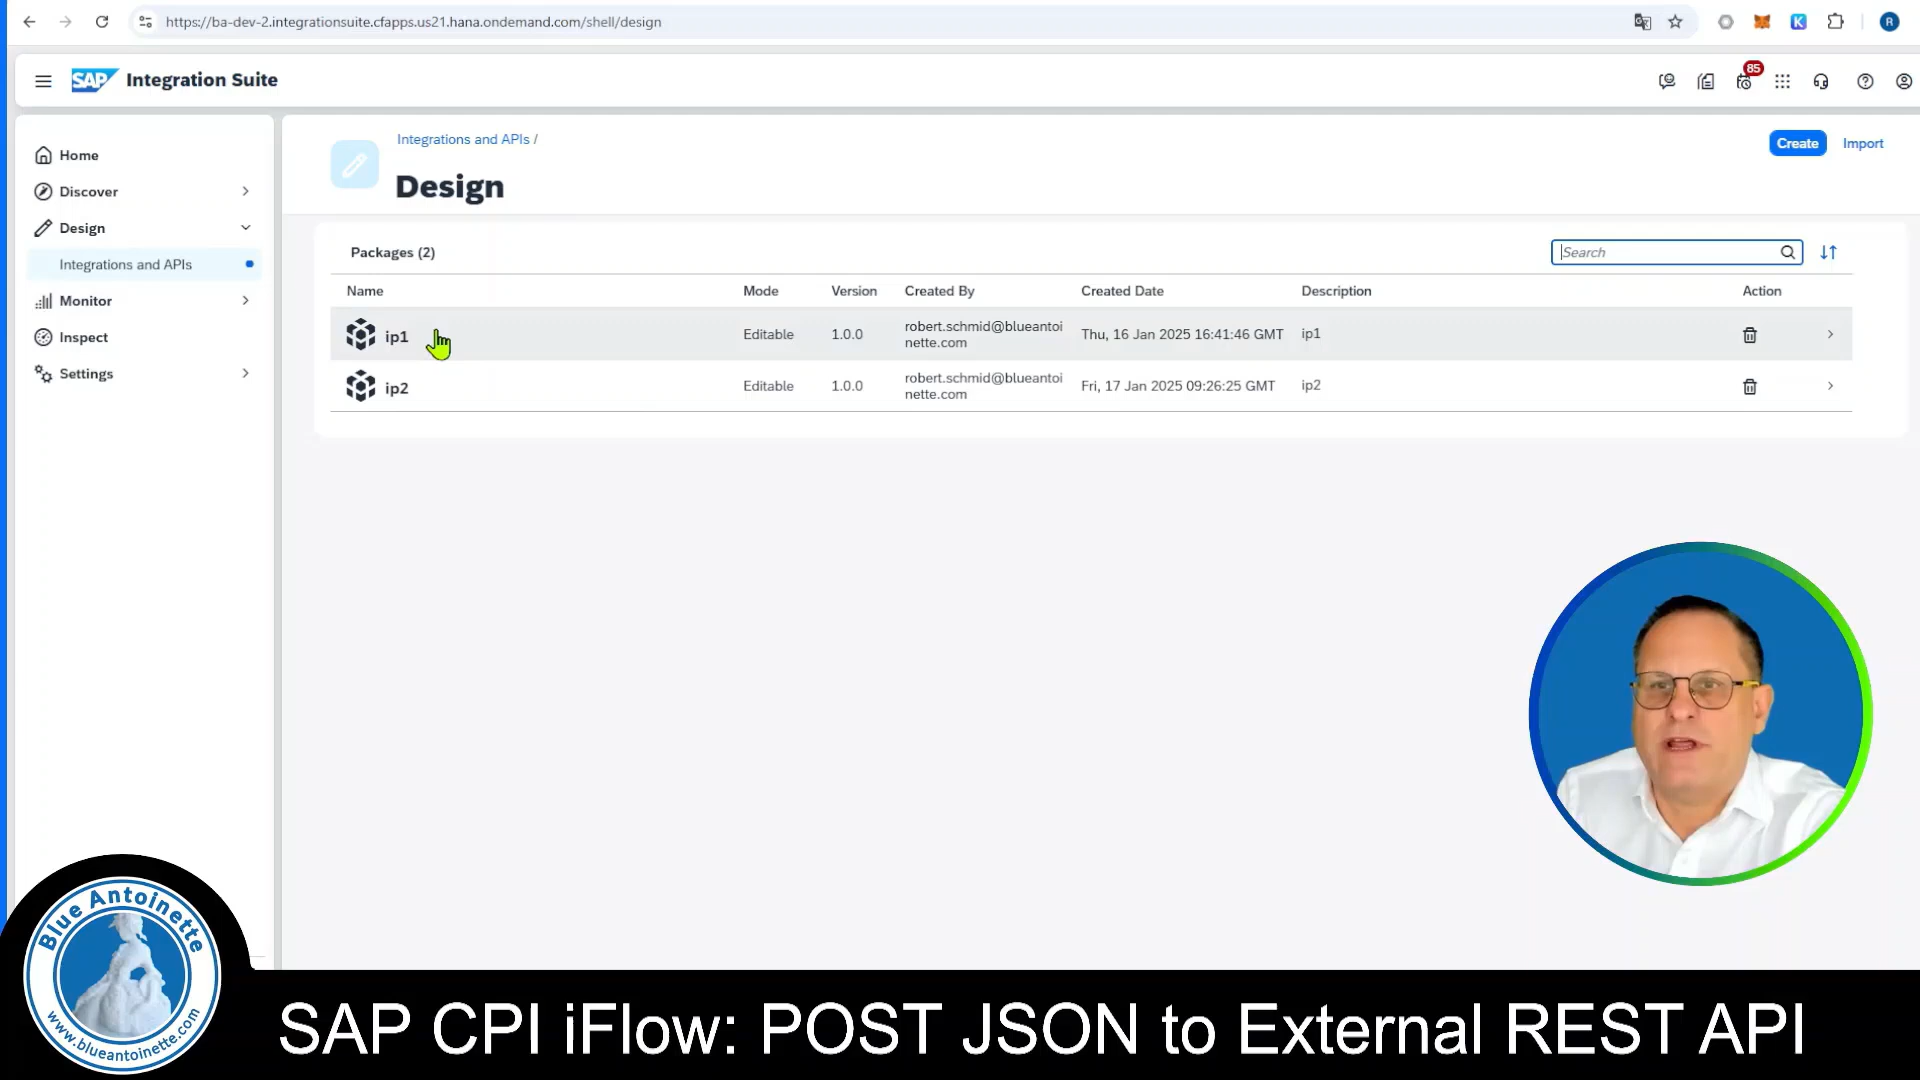 https://ba-dev-2.integrationsuite.cfapps.us21.hana.ondemand.com/shell/design
K
R
SAP Integration Suite
85
Home
Discover
Design
Integrations and APIs
Monitor
Inspect
Settings
Integrations and APIs /
Design
Create
Import
Packages (2)
Search
Name Mode Version Created By Created Date Description Action
ip1 Editable 1.0.0 robert.schmid@blueantoi
nette.com Thu, 16 Jan 2025 16:41:46 GMT ip1
ip2 Editable 1.0.0 robert.schmid@blueantoi
nette.com Fri, 17 Jan 2025 09:26:25 GMT ip2
Blue Antoinette
www.blueantoinette.com
SAP CPI iFlow: POST JSON to External REST API